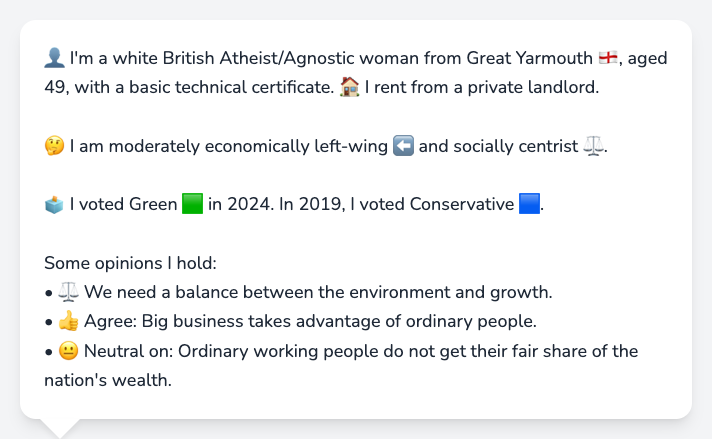 👤 I'm a white British Atheist/Agnostic woman from Great Yarmouth 🏴󠁧󠁢󠁥󠁮󠁧󠁿, aged
49, with a basic technical certificate. 🏠 I rent from a private landlord.
🤔 I am moderately economically left-wing ⬅️ and socially centrist ⚖️.
🗳️ I voted Green 🟩 in 2024. In 2019, I voted Conservative 🟦.
Some opinions I hold:
• ⚖️ We need a balance between the environment and growth.
• 👍 Agree: Big business takes advantage of ordinary people.
• 😐 Neutral on: Ordinary working people do not get their fair share of the
nation's wealth.